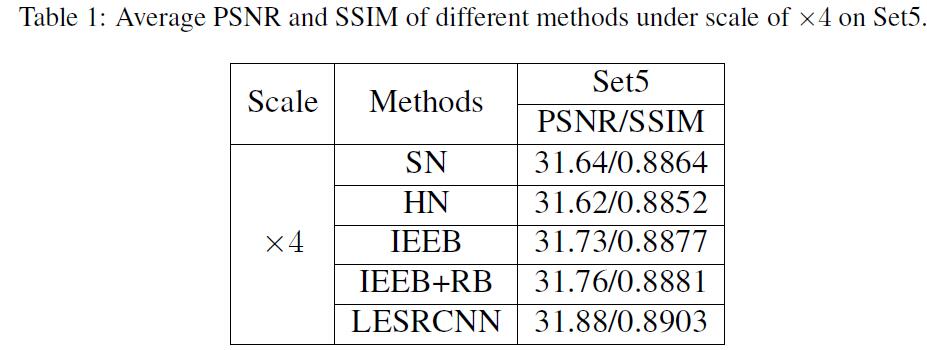 Table 1: Average PSNR and SSIM of different methods under scale of ×4 on Set5.
Scale Methods Set5
PSNR/SSIM
×4
SN 31.64/0.8864
HN 31.62/0.8852
IEEB 31.73/0.8877
IEEB+RB 31.76/0.8881
LESRCNN 31.88/0.8903